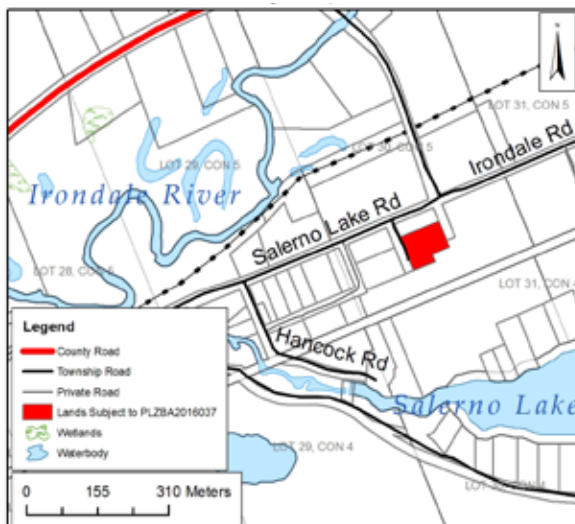 LOT 31, CON 5
LOT 30, CON 5
Irondale Rd
LOT 29, CON 5
Irondale River
Salerno Lake Rd
LOT 28, CON 5
LOT 31, CON 4
Hancock Rd
Salerno Lake
LOT 29, CON 4
Legend
County Road
Township Road
Private Road
Lands Subject to PLZBA2016037
Wetlands
Waterbody
0 155 310 Meters